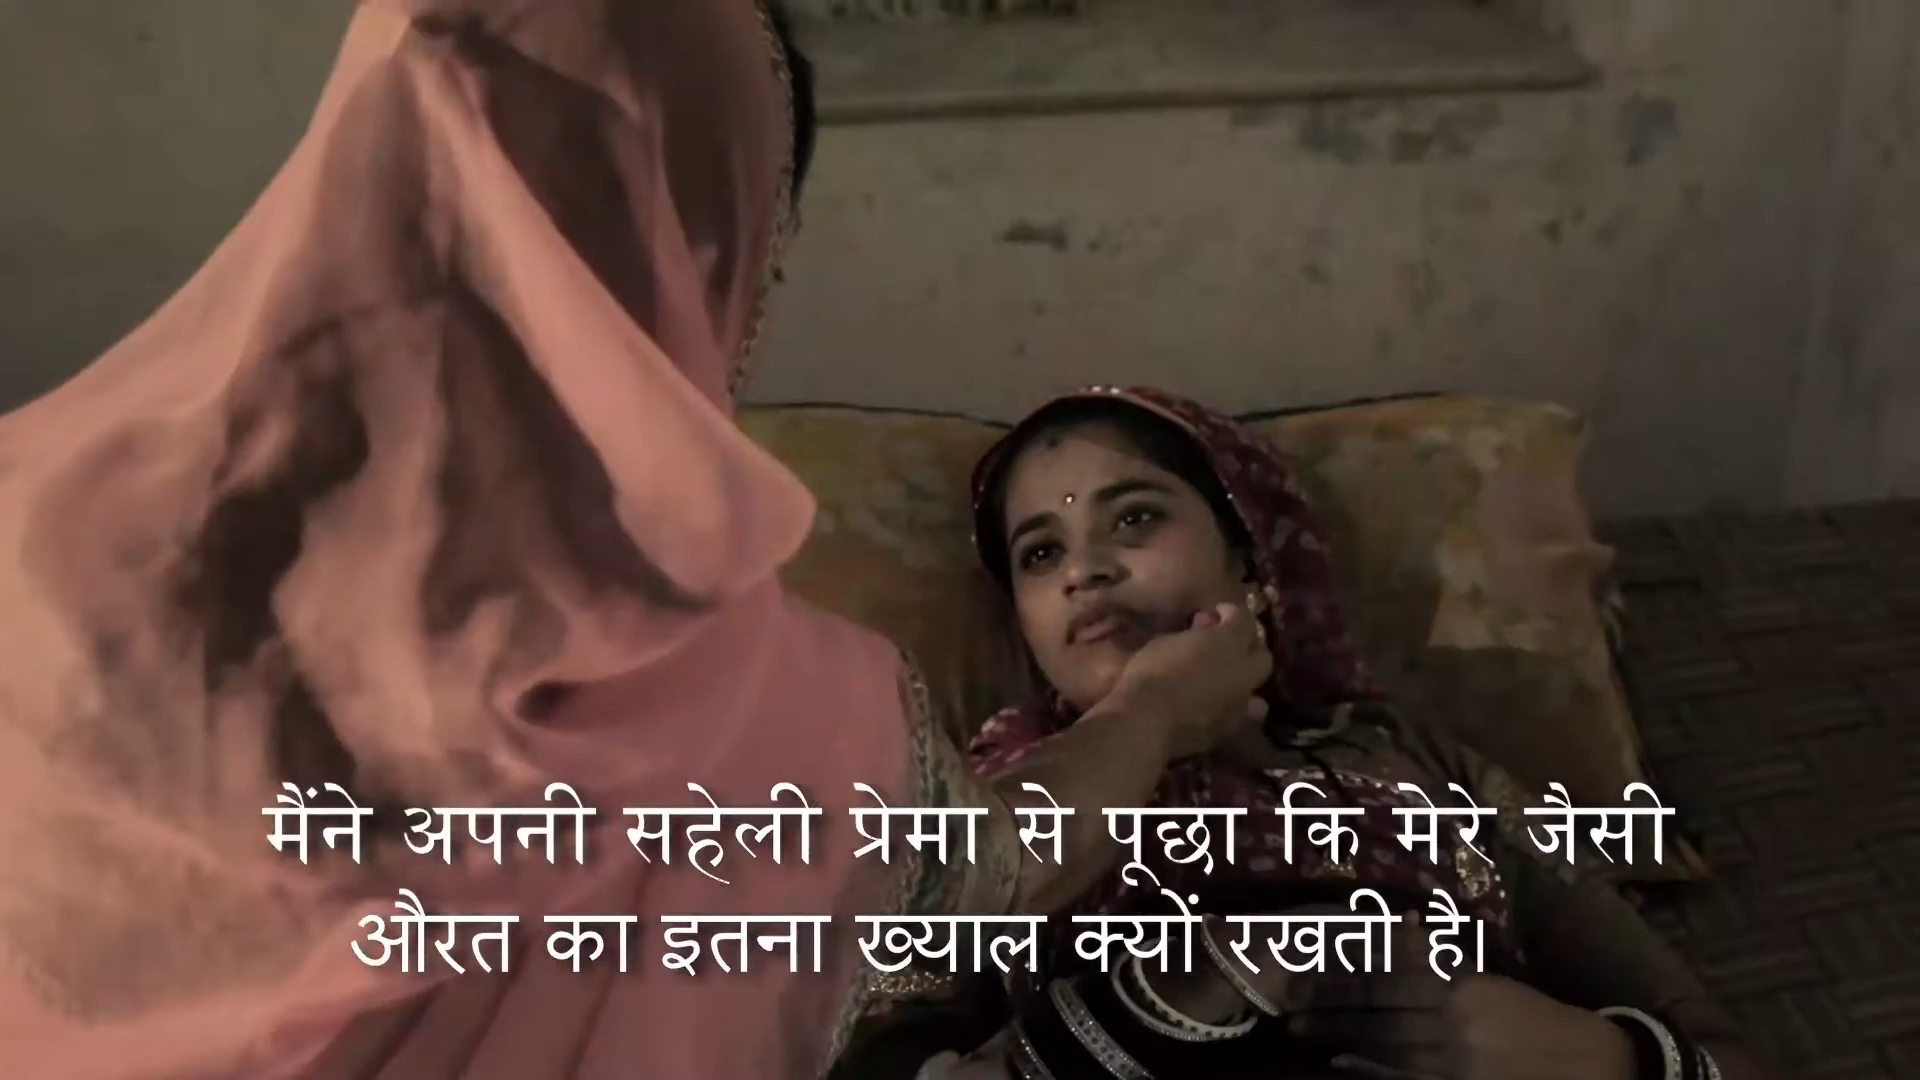 मैंने अपनी सहेली प्रेमा से पूछा कि मेरे जैसी
औरत का इतना ख्याल क्यों रखती है।